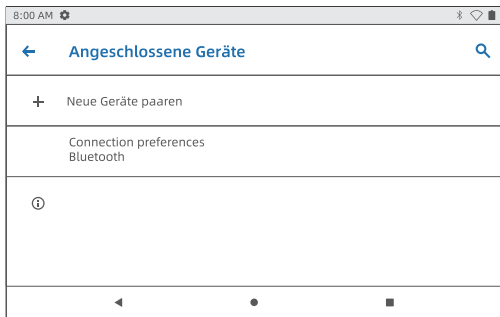 8:00 AM
Angeschlossene Geräte
Neue Geräte paaren
Connection preferences
Bluetooth